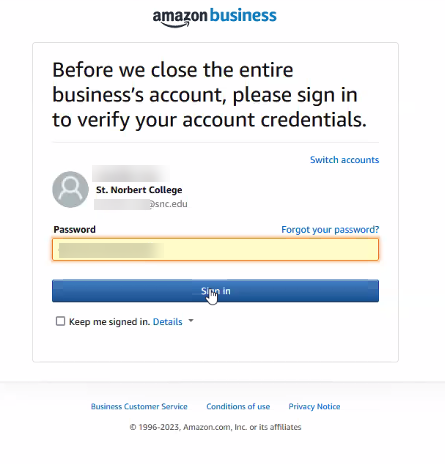 amazon business
Before we close the entire
business's account, please sign in
to verify your account credentials.
Switch accounts
St. Norbert College
@snc.edu
Password
Forgot your password?
Sign in
Keep me signed in. Details
Business Customer Service
Conditions of use
Privacy Notice
© 1996-2023, Amazon.com, Inc. or its affiliates